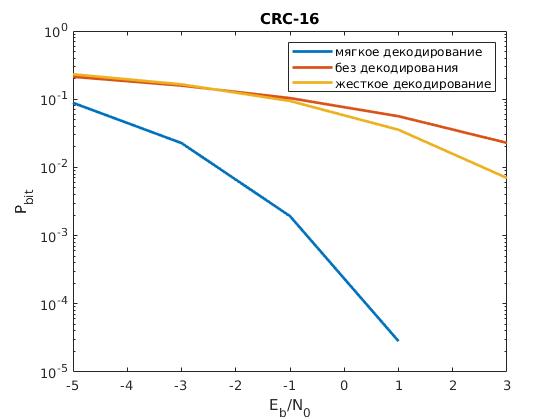 CRC-16
10^0
мягкое декодирование
без декодирования
жесткое декодирование
10^-1
10^-2
P_bit
10^-3
10^-4
10^-5
-5 -4 -3 -2 -1 0 1 2 3
E_b/N_0